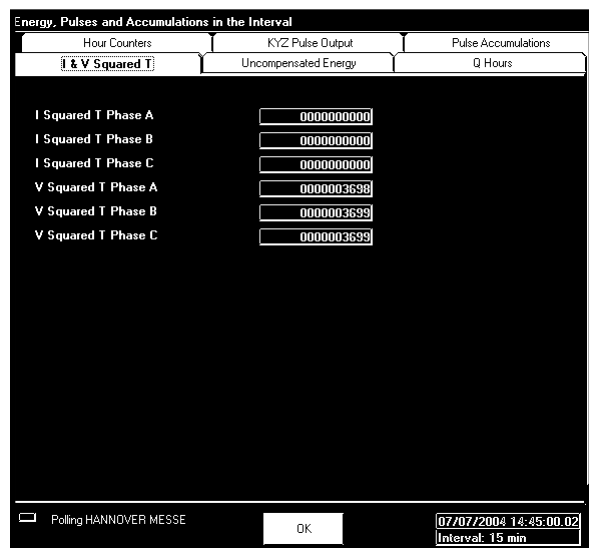 Energy, Pulses and Accumulations in the Interval
Hour Counters KYZ Pulse Output Pulse Accumulations
I & V Squared T Uncompensated Energy Q Hours
I Squared T Phase A 0000000000
I Squared T Phase B 0000000000
I Squared T Phase C 0000000000
V Squared T Phase A 0000003698
V Squared T Phase B 0000003699
V Squared T Phase C 0000003699
Polling HANNOVER MESSE OK 07/07/2004 14:45:00.02
Interval: 15 min